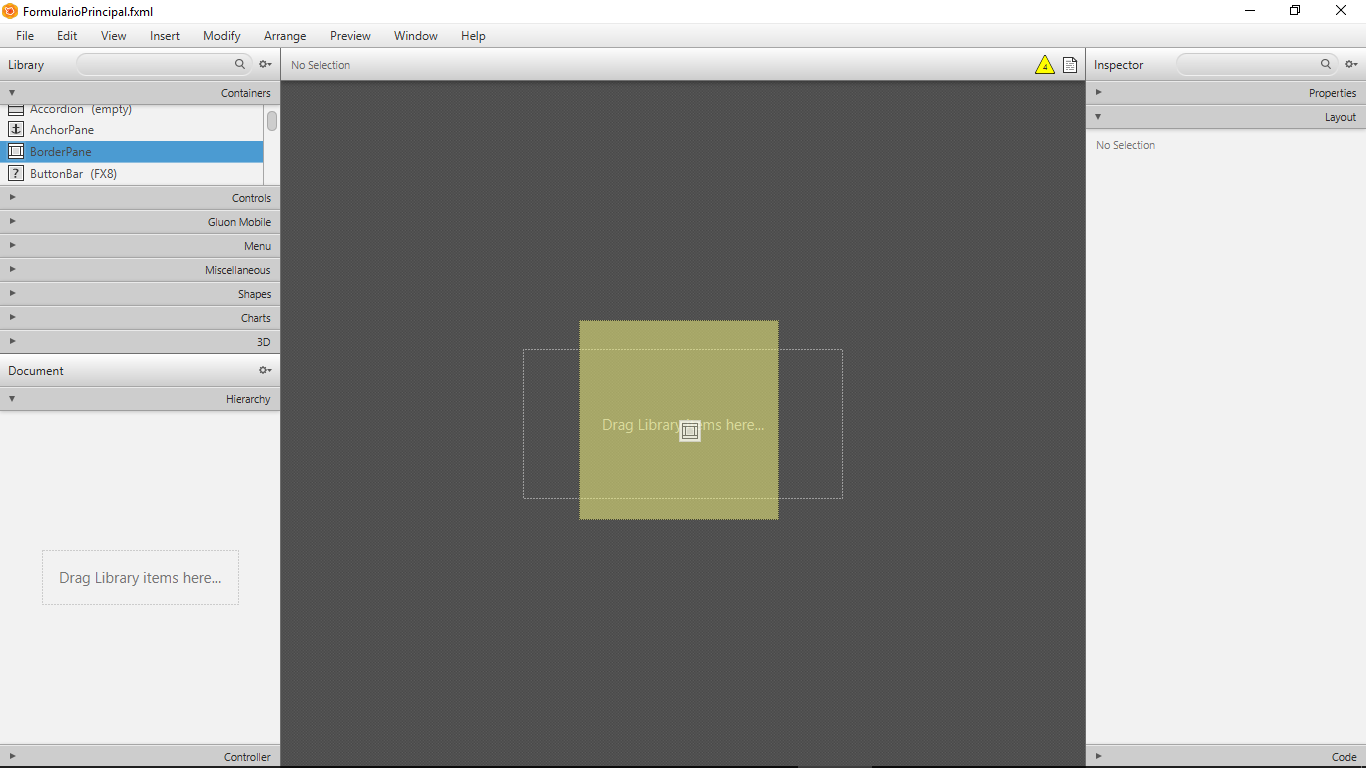 FormularioPrincipal.fxml
File Edit View Insert Modify Arrange Preview Window Help
Library
No Selection
4
Inspector
Containers
Properties
Accordion (empty)
Layout
AnchorPane
No Selection
BorderPane
? ButtonBar (FX8)
Controls
Gluon Mobile
Menu
Miscellaneous
Shapes
Charts
3D
Document
Hierarchy
Drag Library items here...
Drag Library items here...
Controller
Code